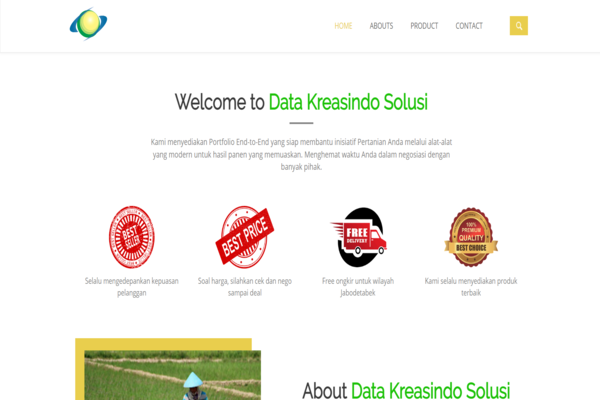 HOME ABOUTS PRODUCT CONTACT
Welcome to Data Kreasindo Solusi
Kami menyediakan Portfolio End-to-End yang siap membantu inisiatif Pertanian Anda melalui alat-alat
yang modern untuk hasil panen yang memuaskan. Menghemat waktu Anda dalam negosiasi dengan
banyak pihak.
BEST
SELLER
Selalu mengedepankan kepuasan
pelanggan
BEST PRICE
Soal harga, silahkan cek dan nego
sampai deal
FREE
DELIVERY
Free ongkir untuk wilayah
Jabodetabek
100%
PREMIUM
QUALITY
BEST CHOICE
Kami selalu menyediakan produk
terbaik
About Data Kreasindo Solusi